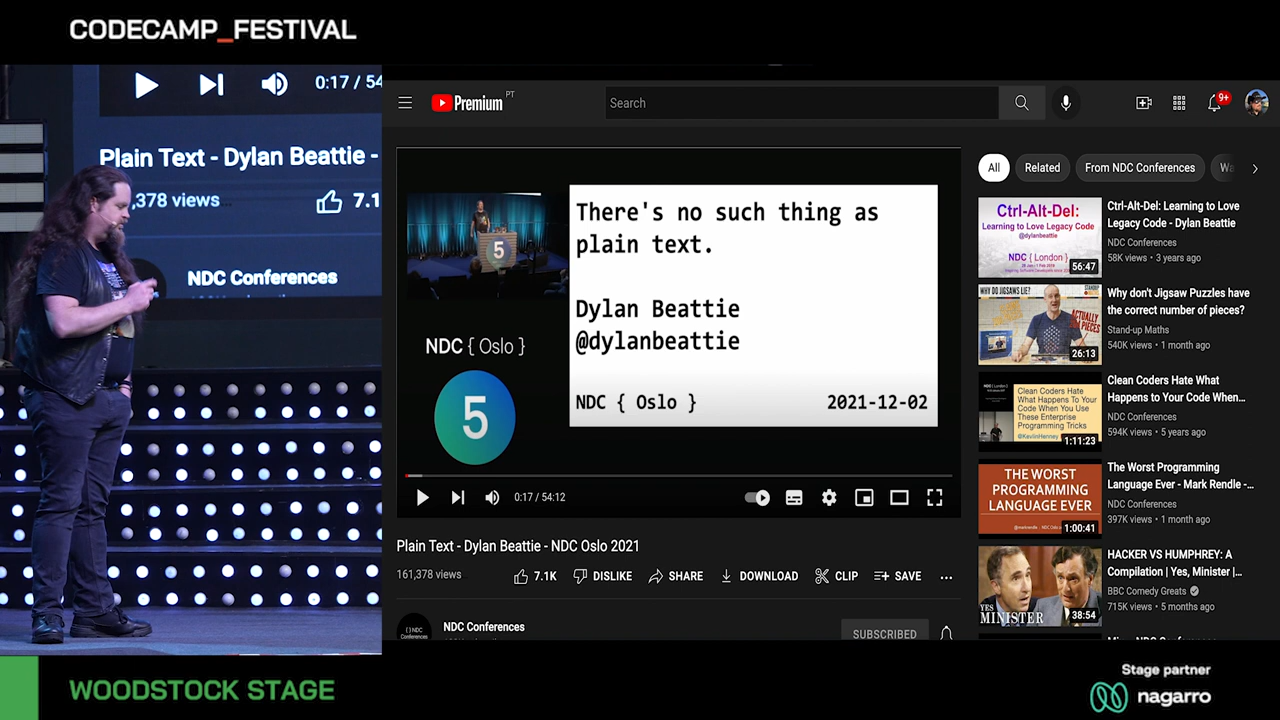 CODECAMP_FESTIVAL
0:17 / 54
Plain Text - Dylan Beattie -
,378 views
7.1
NDC Conferences
Premium
PT
Search
9+
There's no such thing as
plain text.
Dylan Beattie
@dylanbeattie
NDC { Oslo }
2021-12-02
5
NDC { Oslo }
5
0:17 / 54:12
Plain Text - Dylan Beattie - NDC Oslo 2021
161,378 views
7.1K
DISLIKE
SHARE
DOWNLOAD
CLIP
SAVE
...
[ ] NDC
Conferences
NDC Conferences
SUBSCRIBED
All
Related
From NDC Conferences
Wa
Ctrl-Alt-Del:
Learning to Love Legacy Code
@dylanbeattie
NDC { London }
56:47
Ctrl-Alt-Del: Learning to Love
Legacy Code - Dylan Beattie
NDC Conferences
58K views • 3 years ago
WHY DO JIGSAWS LIE?
STAND-UP
MATHS
ACTUALLY
PIECES
26:13
Why don't Jigsaw Puzzles have
the correct number of pieces?
Stand-up Maths
540K views • 1 month ago
Clean Coders Hate
What Happens To Your
Code When You Use
These Enterprise
Programming Tricks
@KevlinHenney
1:11:23
Clean Coders Hate What
Happens to Your Code When...
NDC Conferences
594K views • 5 years ago
THE WORST
PROGRAMMING
LANGUAGE EVER
1:00:41
The Worst Programming
Language Ever - Mark Rendle -...
NDC Conferences
397K views • 1 month ago
YES
MINISTER
38:54
HACKER VS HUMPHREY: A
Compilation | Yes, Minister |...
BBC Comedy Greats
715K views • 5 months ago
WOODSTOCK STAGE
Stage partner
nagarro